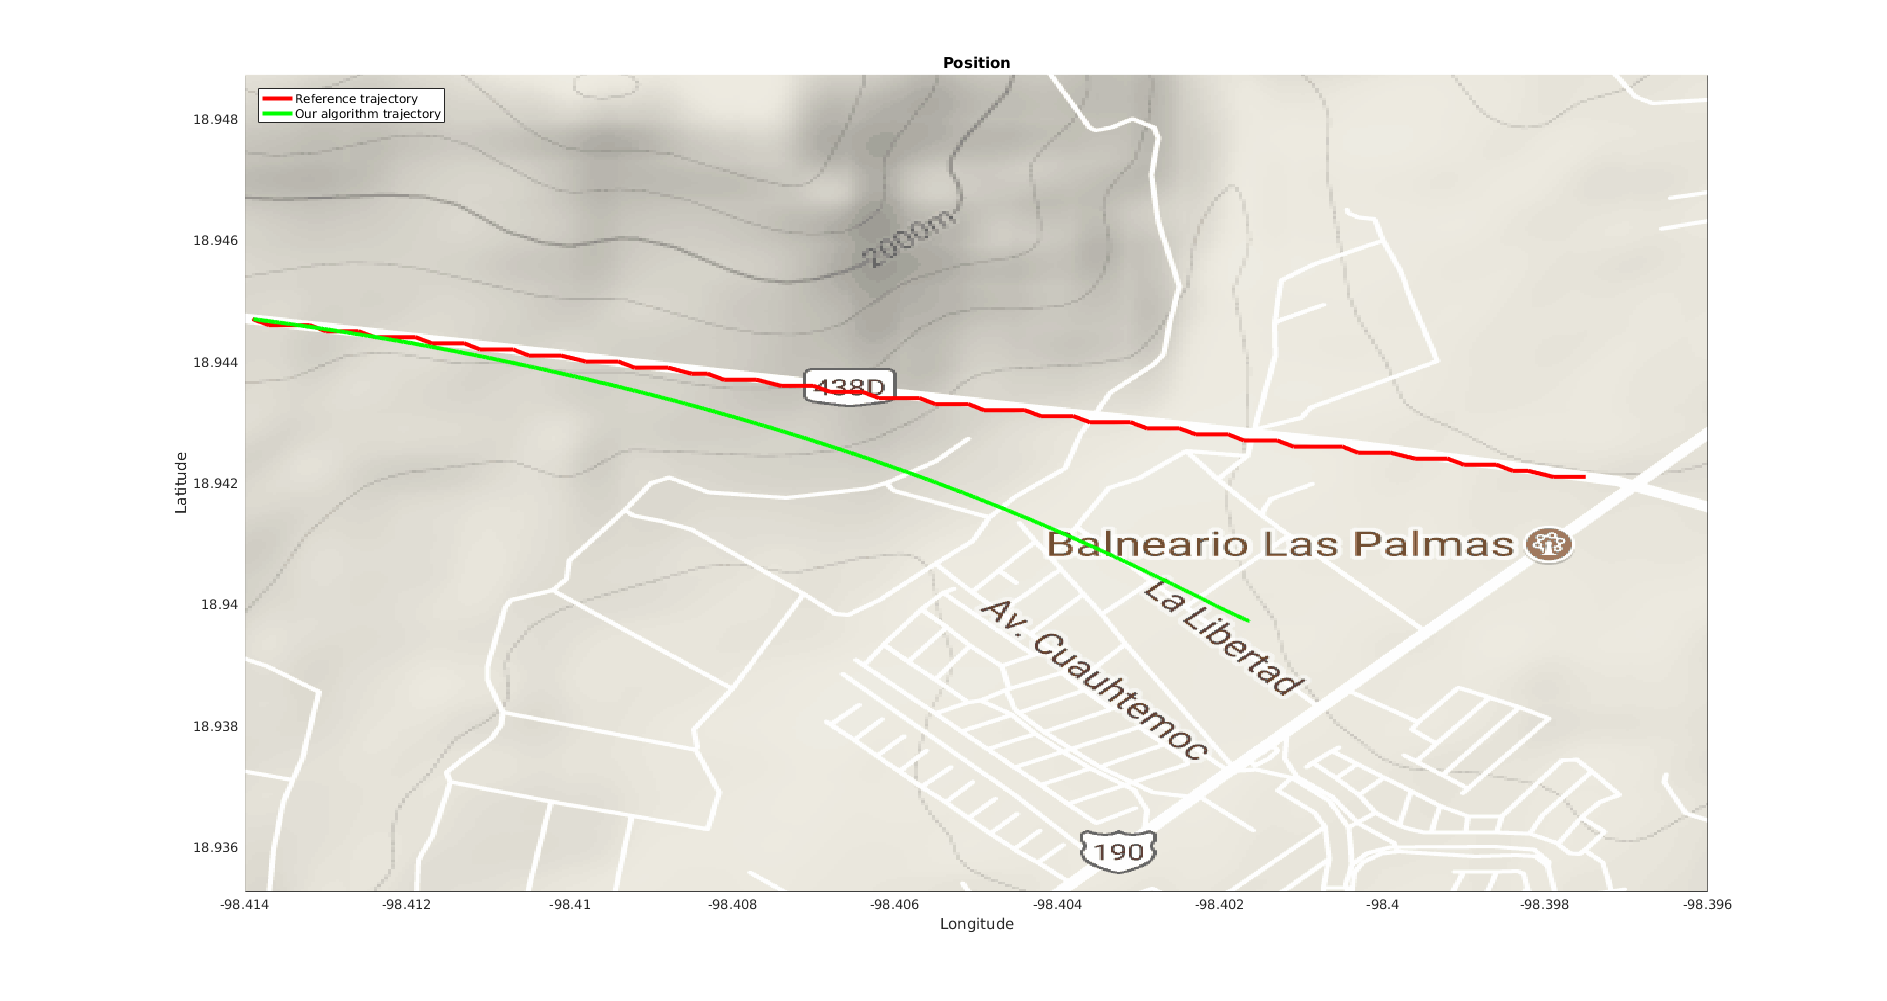 Position
Reference trajectory
Our algorithm trajectory
18.948
18.946
18.944
18.942
18.94
18.938
18.936
Latitude
2000m
438D
Balneario Las Palmas
La Libertad
Av. Cuauhtemoc
190
-98.414
-98.412
-98.41
-98.408
-98.406
-98.404
-98.402
-98.4
-98.398
-98.396
Longitude